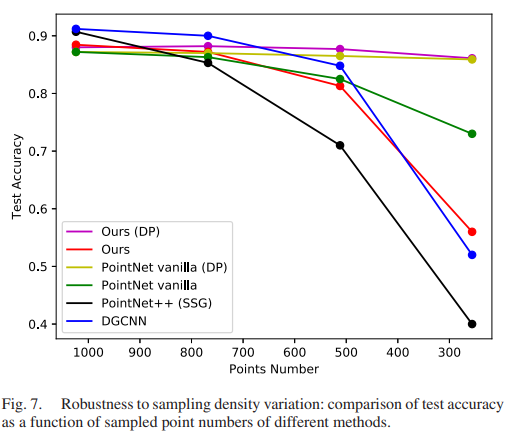 0.9
0.8
0.7
0.6
0.5
0.4
Test Accuracy
Ours (DP)
Ours
PointNet vanilla (DP)
PointNet vanilla
PointNet++ (SSG)
DGCNN
1000 900 800 700 600 500 400 300
Points Number
Fig. 7. Robustness to sampling density variation: comparison of test accuracy
as a function of sampled point numbers of different methods.